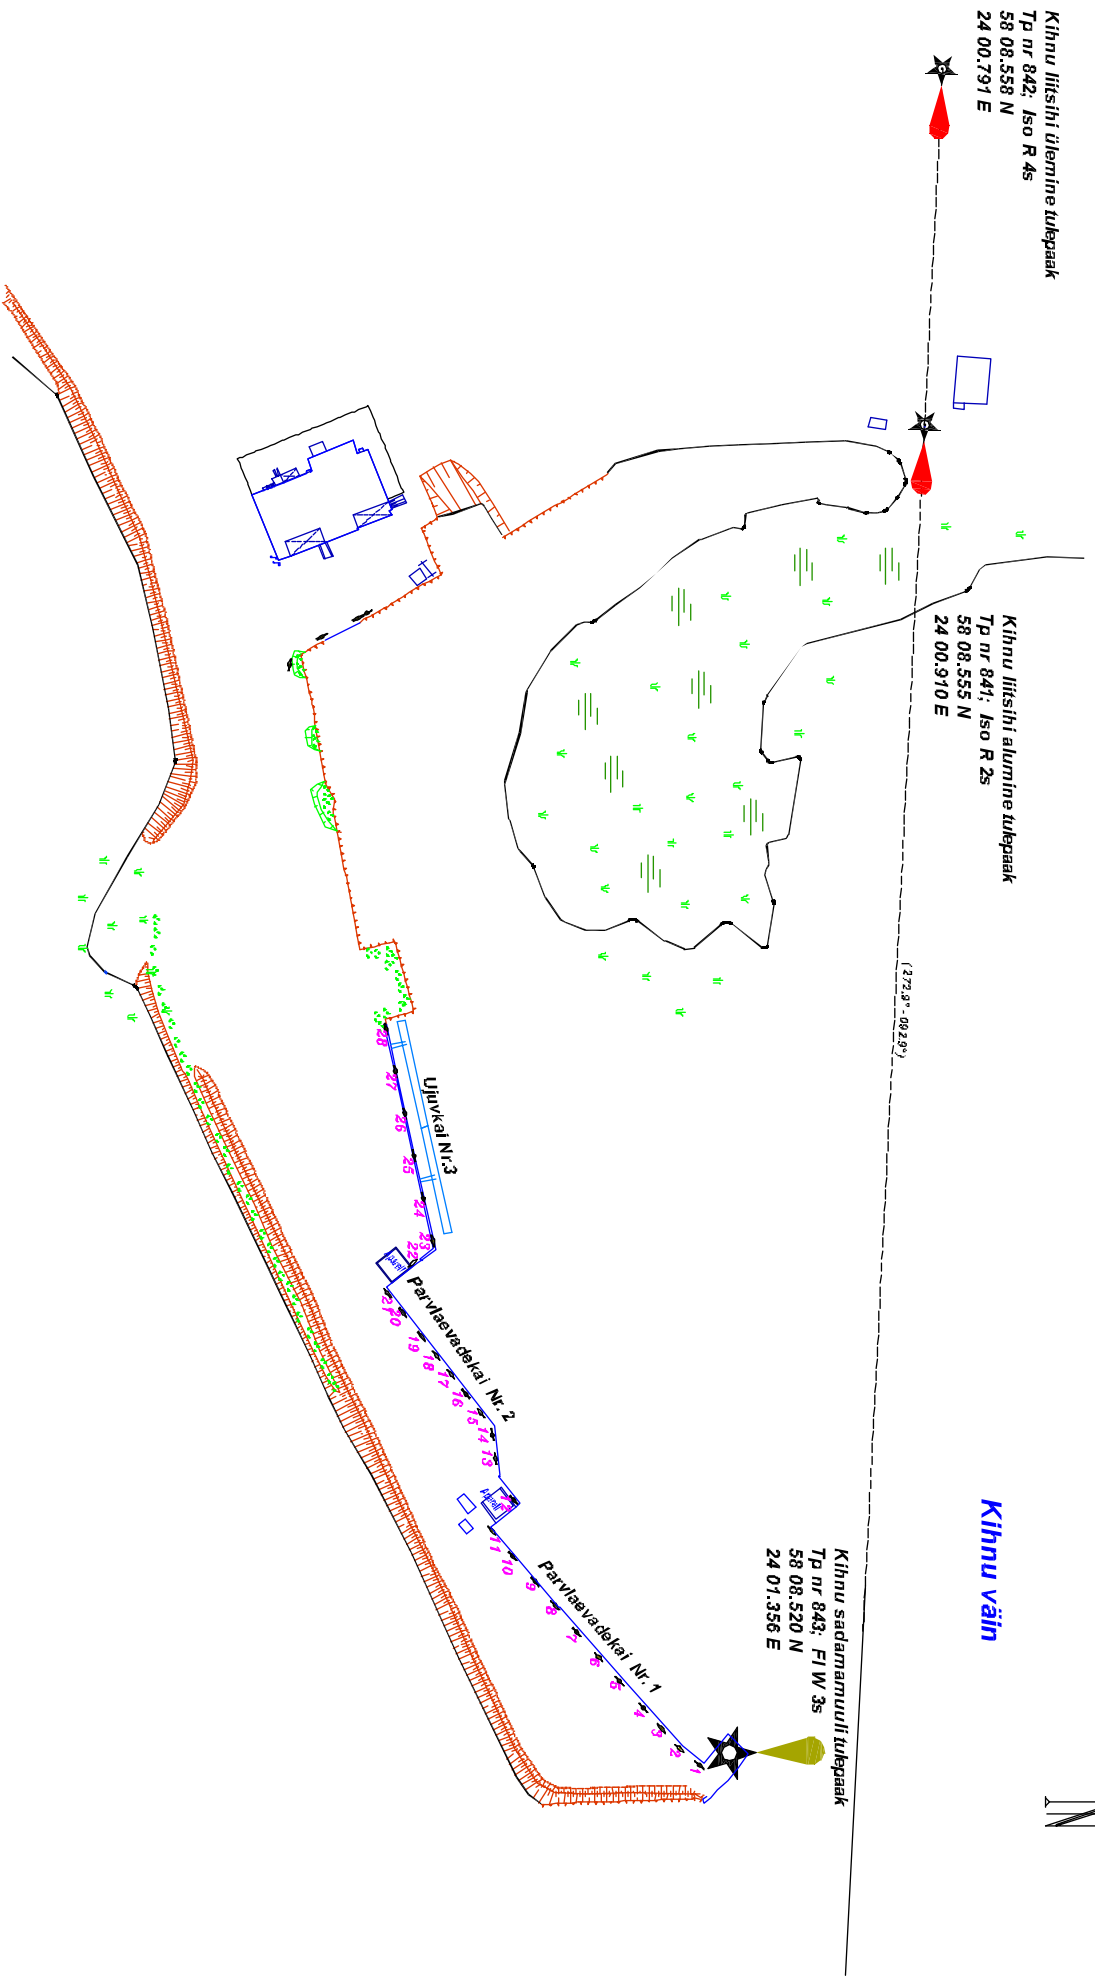 Kihnu liitsihi ülemine tulepaak
Tp nr 842; Iso R 4s
58 08.558 N
24 00.791 E
Kihnu liitsihi alumine tulepaak
Tp nr 841; Iso R 2s
58 08.555 N
24 00.910 E
(272.9° - 092.9°)
Kihnu väin
Kihnu sadamamuuli tulepaak
Tp nr 843; Fl W 3s
58 08.520 N
24 01.356 E
N
Ujuvkai Nr.3
28
27
26
25
24
23
22
Parvlaevadekai Nr. 2
21
20
19
18
17
16
15
14
13
12
Parvlaevadekai Nr. 1
11
10
9
8
7
6
5
4
3
2
1